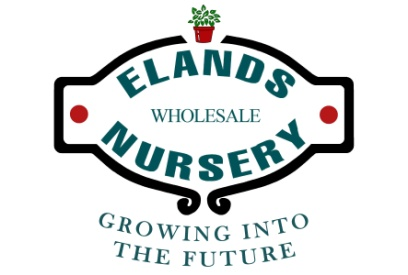 ELANDS
WHOLESALE
NURSERY
GROWING INTO
THE FUTURE